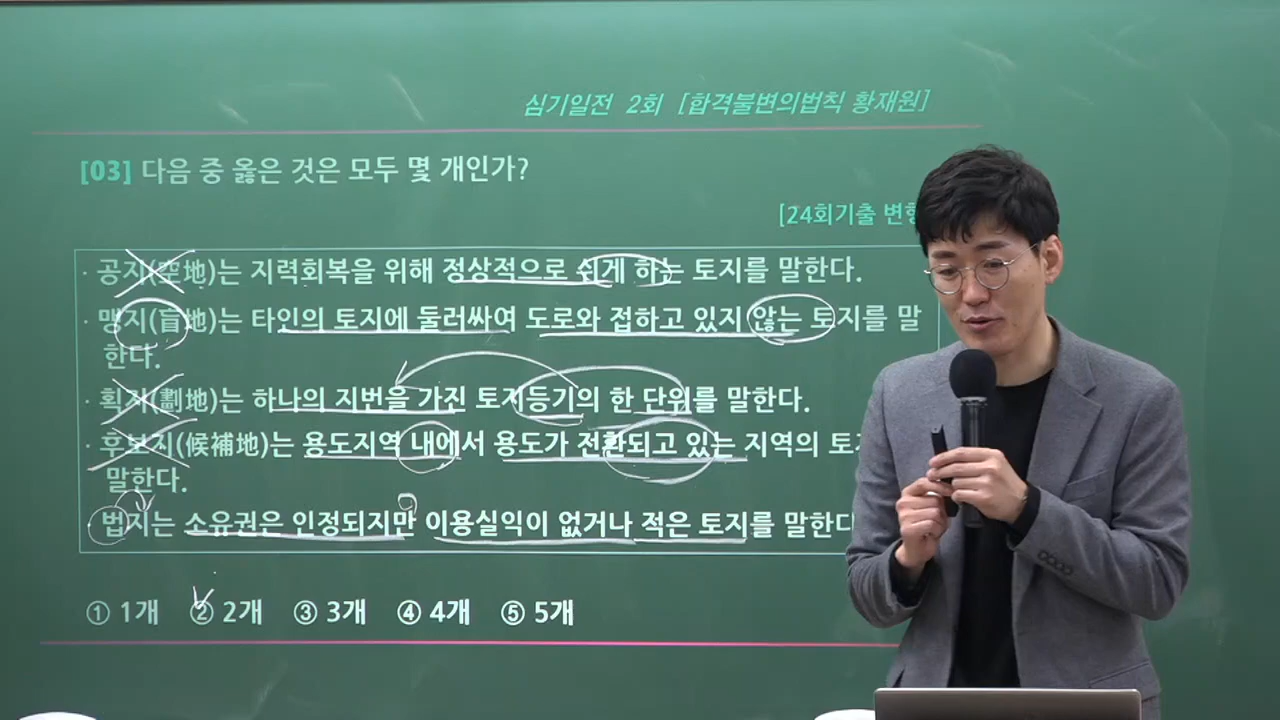 심기일전 2회 [합격불변의법칙 황재원]
[03] 다음 중 옳은 것은 모두 몇 개인가?
[24회기출 변형
· 공지(空地)는 지력회복을 위해 정상적으로 쉬게 하는 토지를 말한다.
· 맹지(盲地)는 타인의 토지에 둘러싸여 도로와 접하고 있지 않는 토지를 말
한다.
· 획지(劃地)는 하나의 지번을 가진 토지등기의 한 단위를 말한다.
· 후보지(候補地)는 용도지역 내에서 용도가 전환되고 있는 지역의 토
말한다.
· 법지는 소유권은 인정되지만 이용실익이 없거나 적은 토지를 말한다
① 1개 ② 2개 ③ 3개 ④ 4개 ⑤ 5개